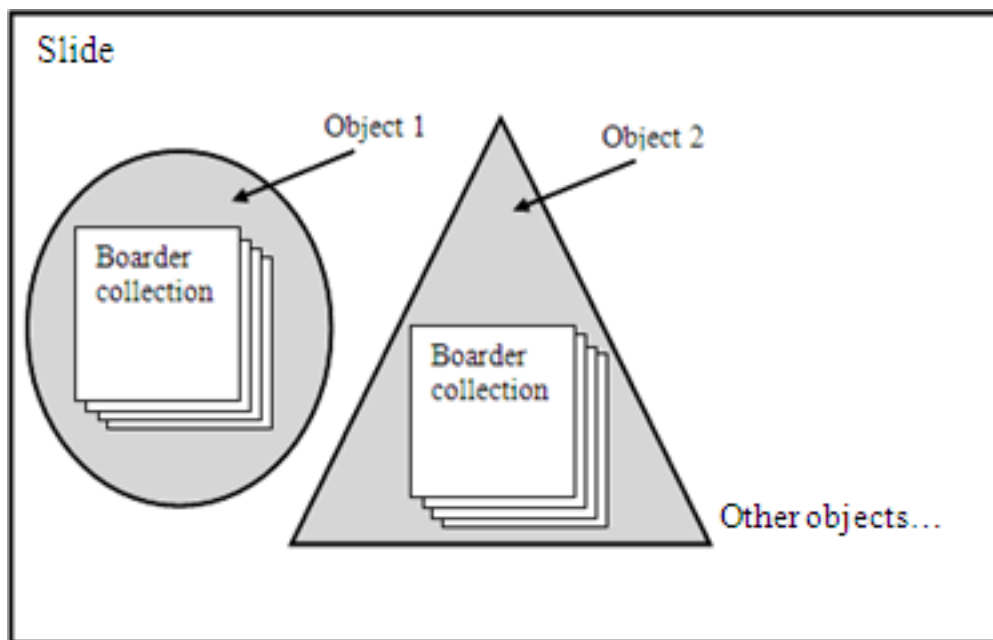 Slide
Object 1
Object 2
Boarder
collection
Boarder
collection
Other objects…